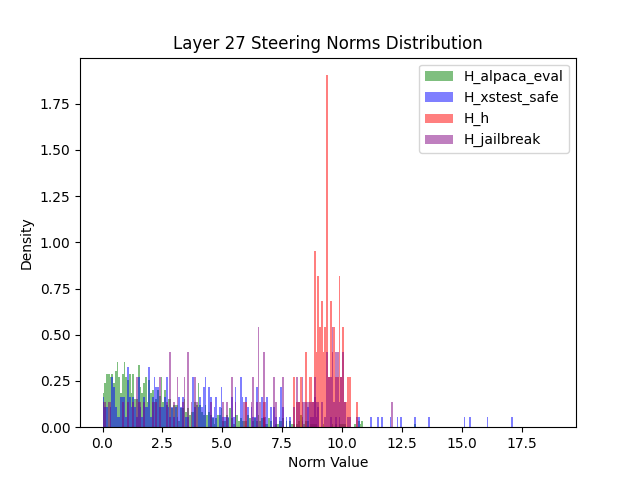 Layer 27 Steering Norms Distribution
H_alpaca_eval
H_xstest_safe
H_h
H_jailbreak
1.75
1.50
1.25
1.00
0.75
0.50
0.25
0.00
Density
0.0 2.5 5.0 7.5 10.0 12.5 15.0 17.5
Norm Value